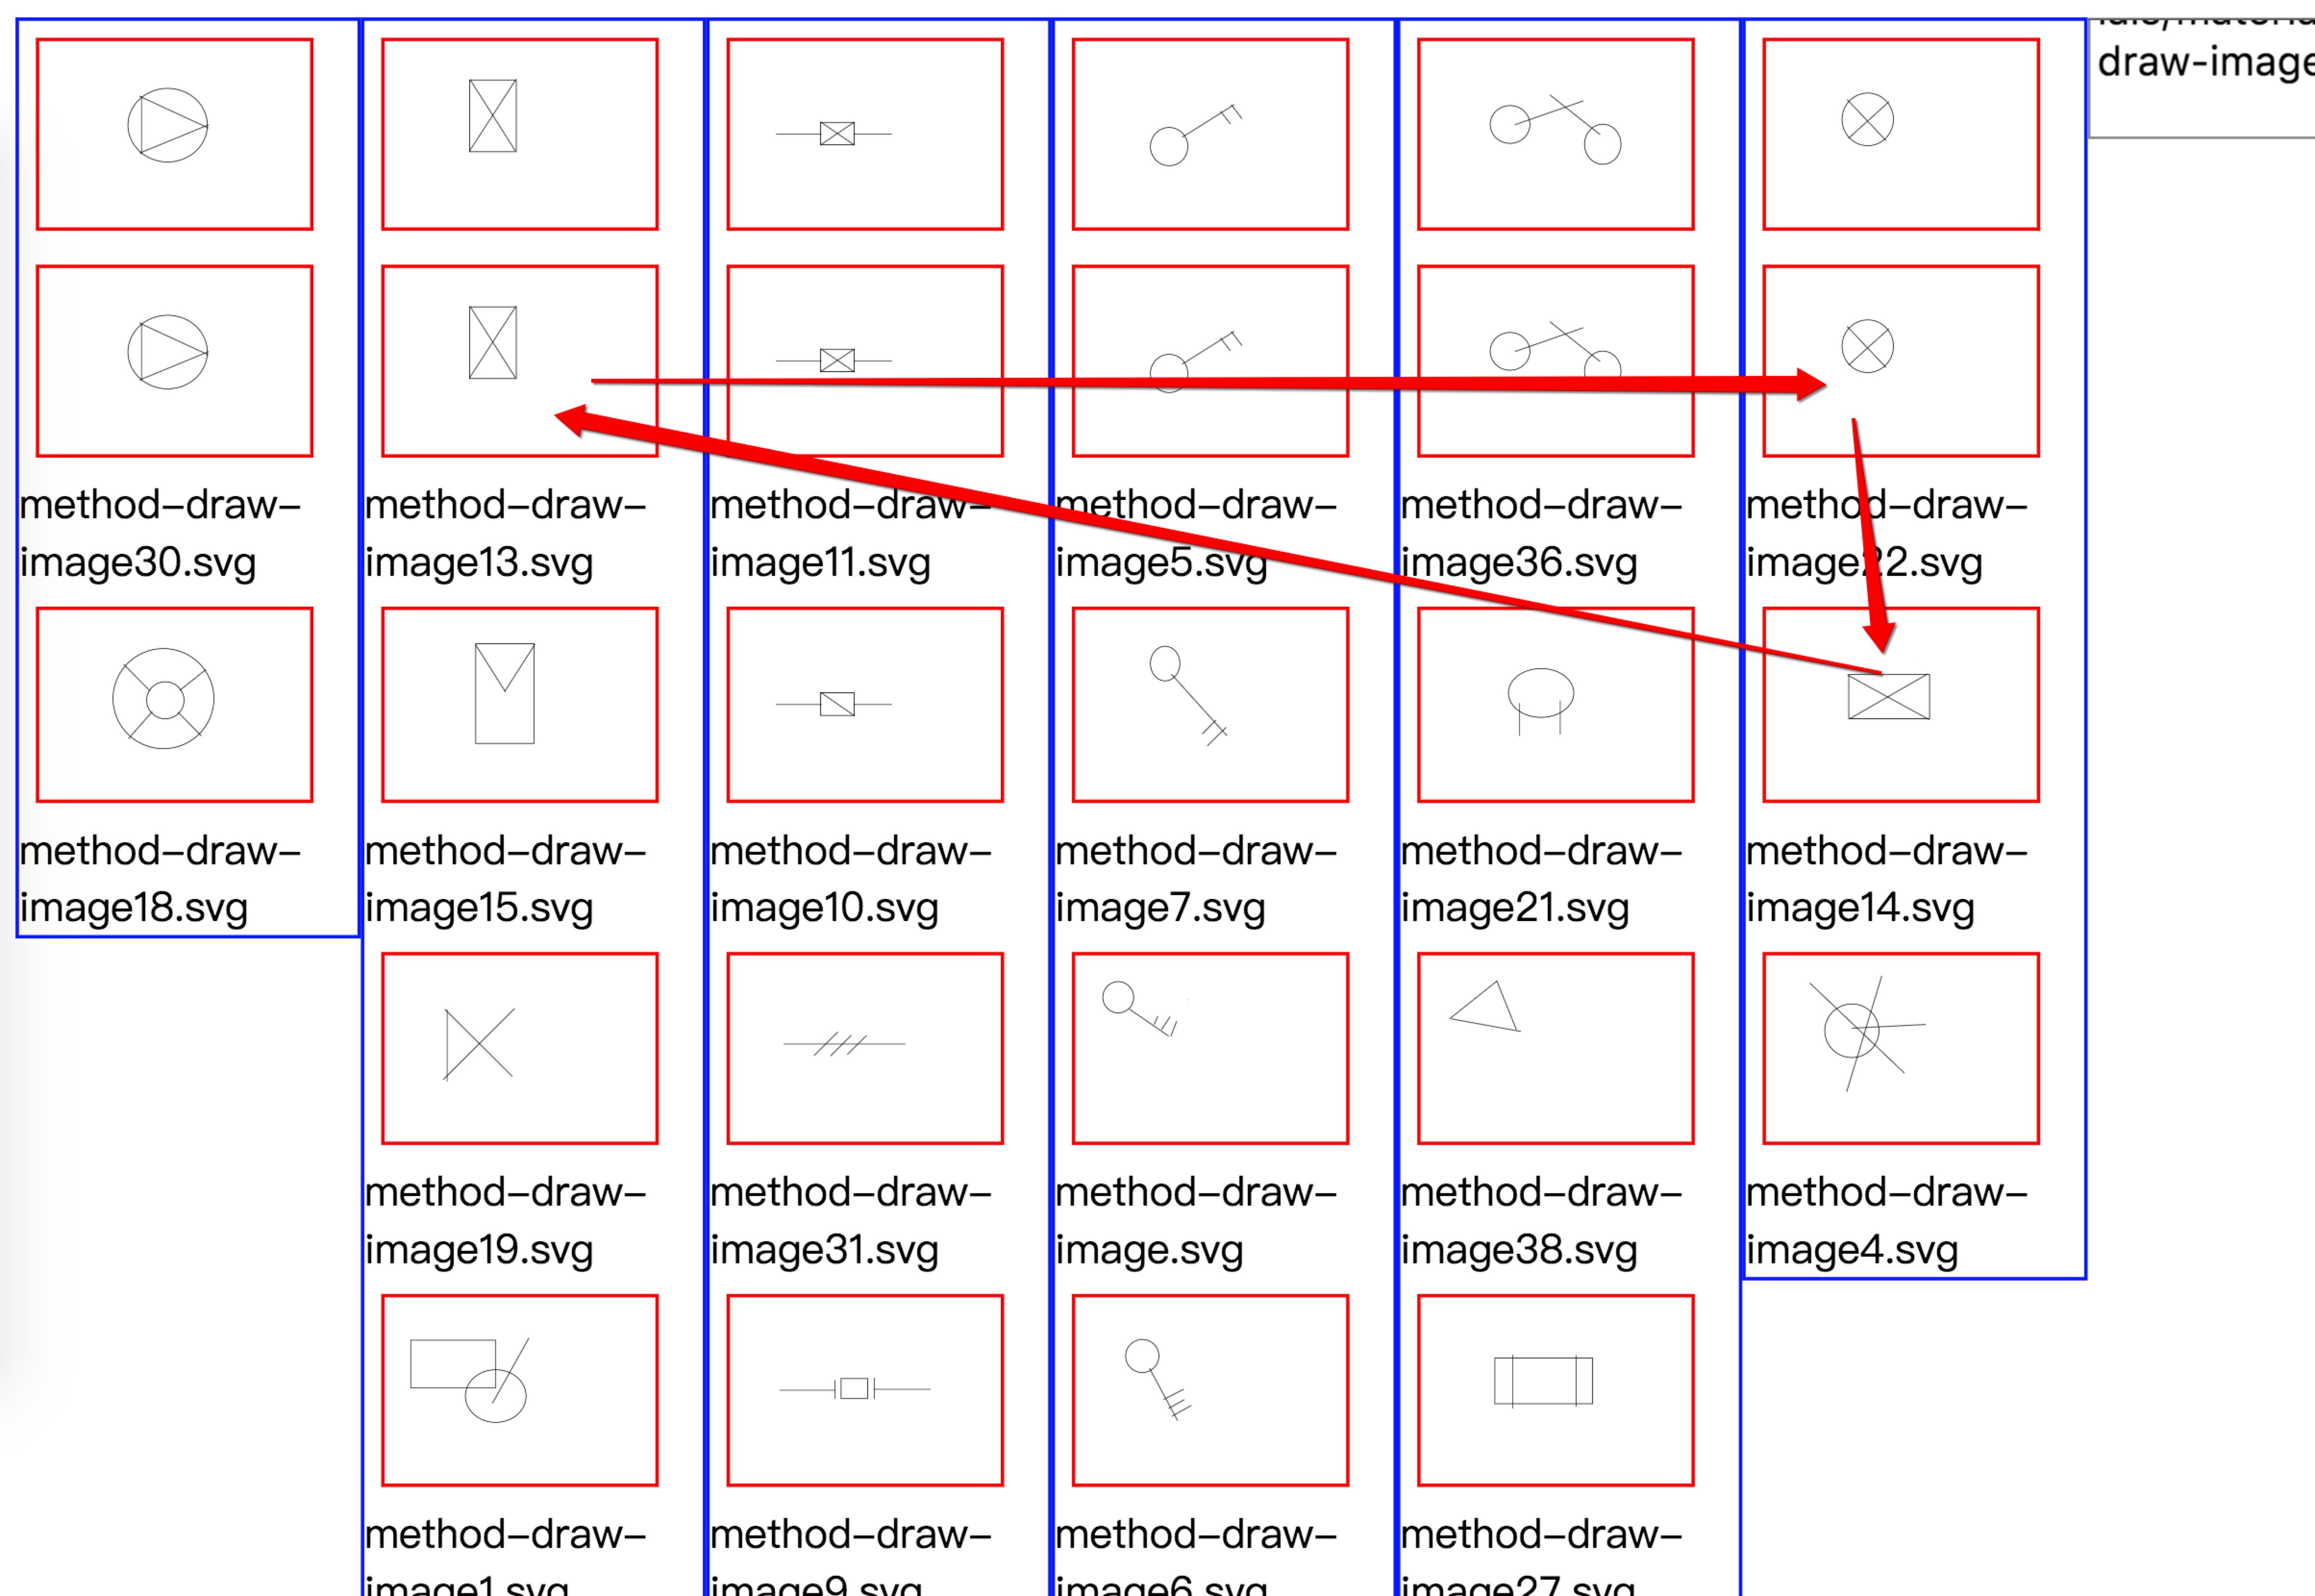 draw-image
method-draw-
image30.svg
method-draw-
image13.svg
method-draw-
image11.svg
method-draw-
image5.svg
method-draw-
image36.svg
method-draw-
image22.svg
method-draw-
image18.svg
method-draw-
image15.svg
method-draw-
image10.svg
method-draw-
image7.svg
method-draw-
image21.svg
method-draw-
image14.svg
method-draw-
image19.svg
method-draw-
image31.svg
method-draw-
image.svg
method-draw-
image38.svg
method-draw-
image4.svg
method-draw-
image1.svg
method-draw-
image9.svg
method-draw-
image6.svg
method-draw-
image27.svg